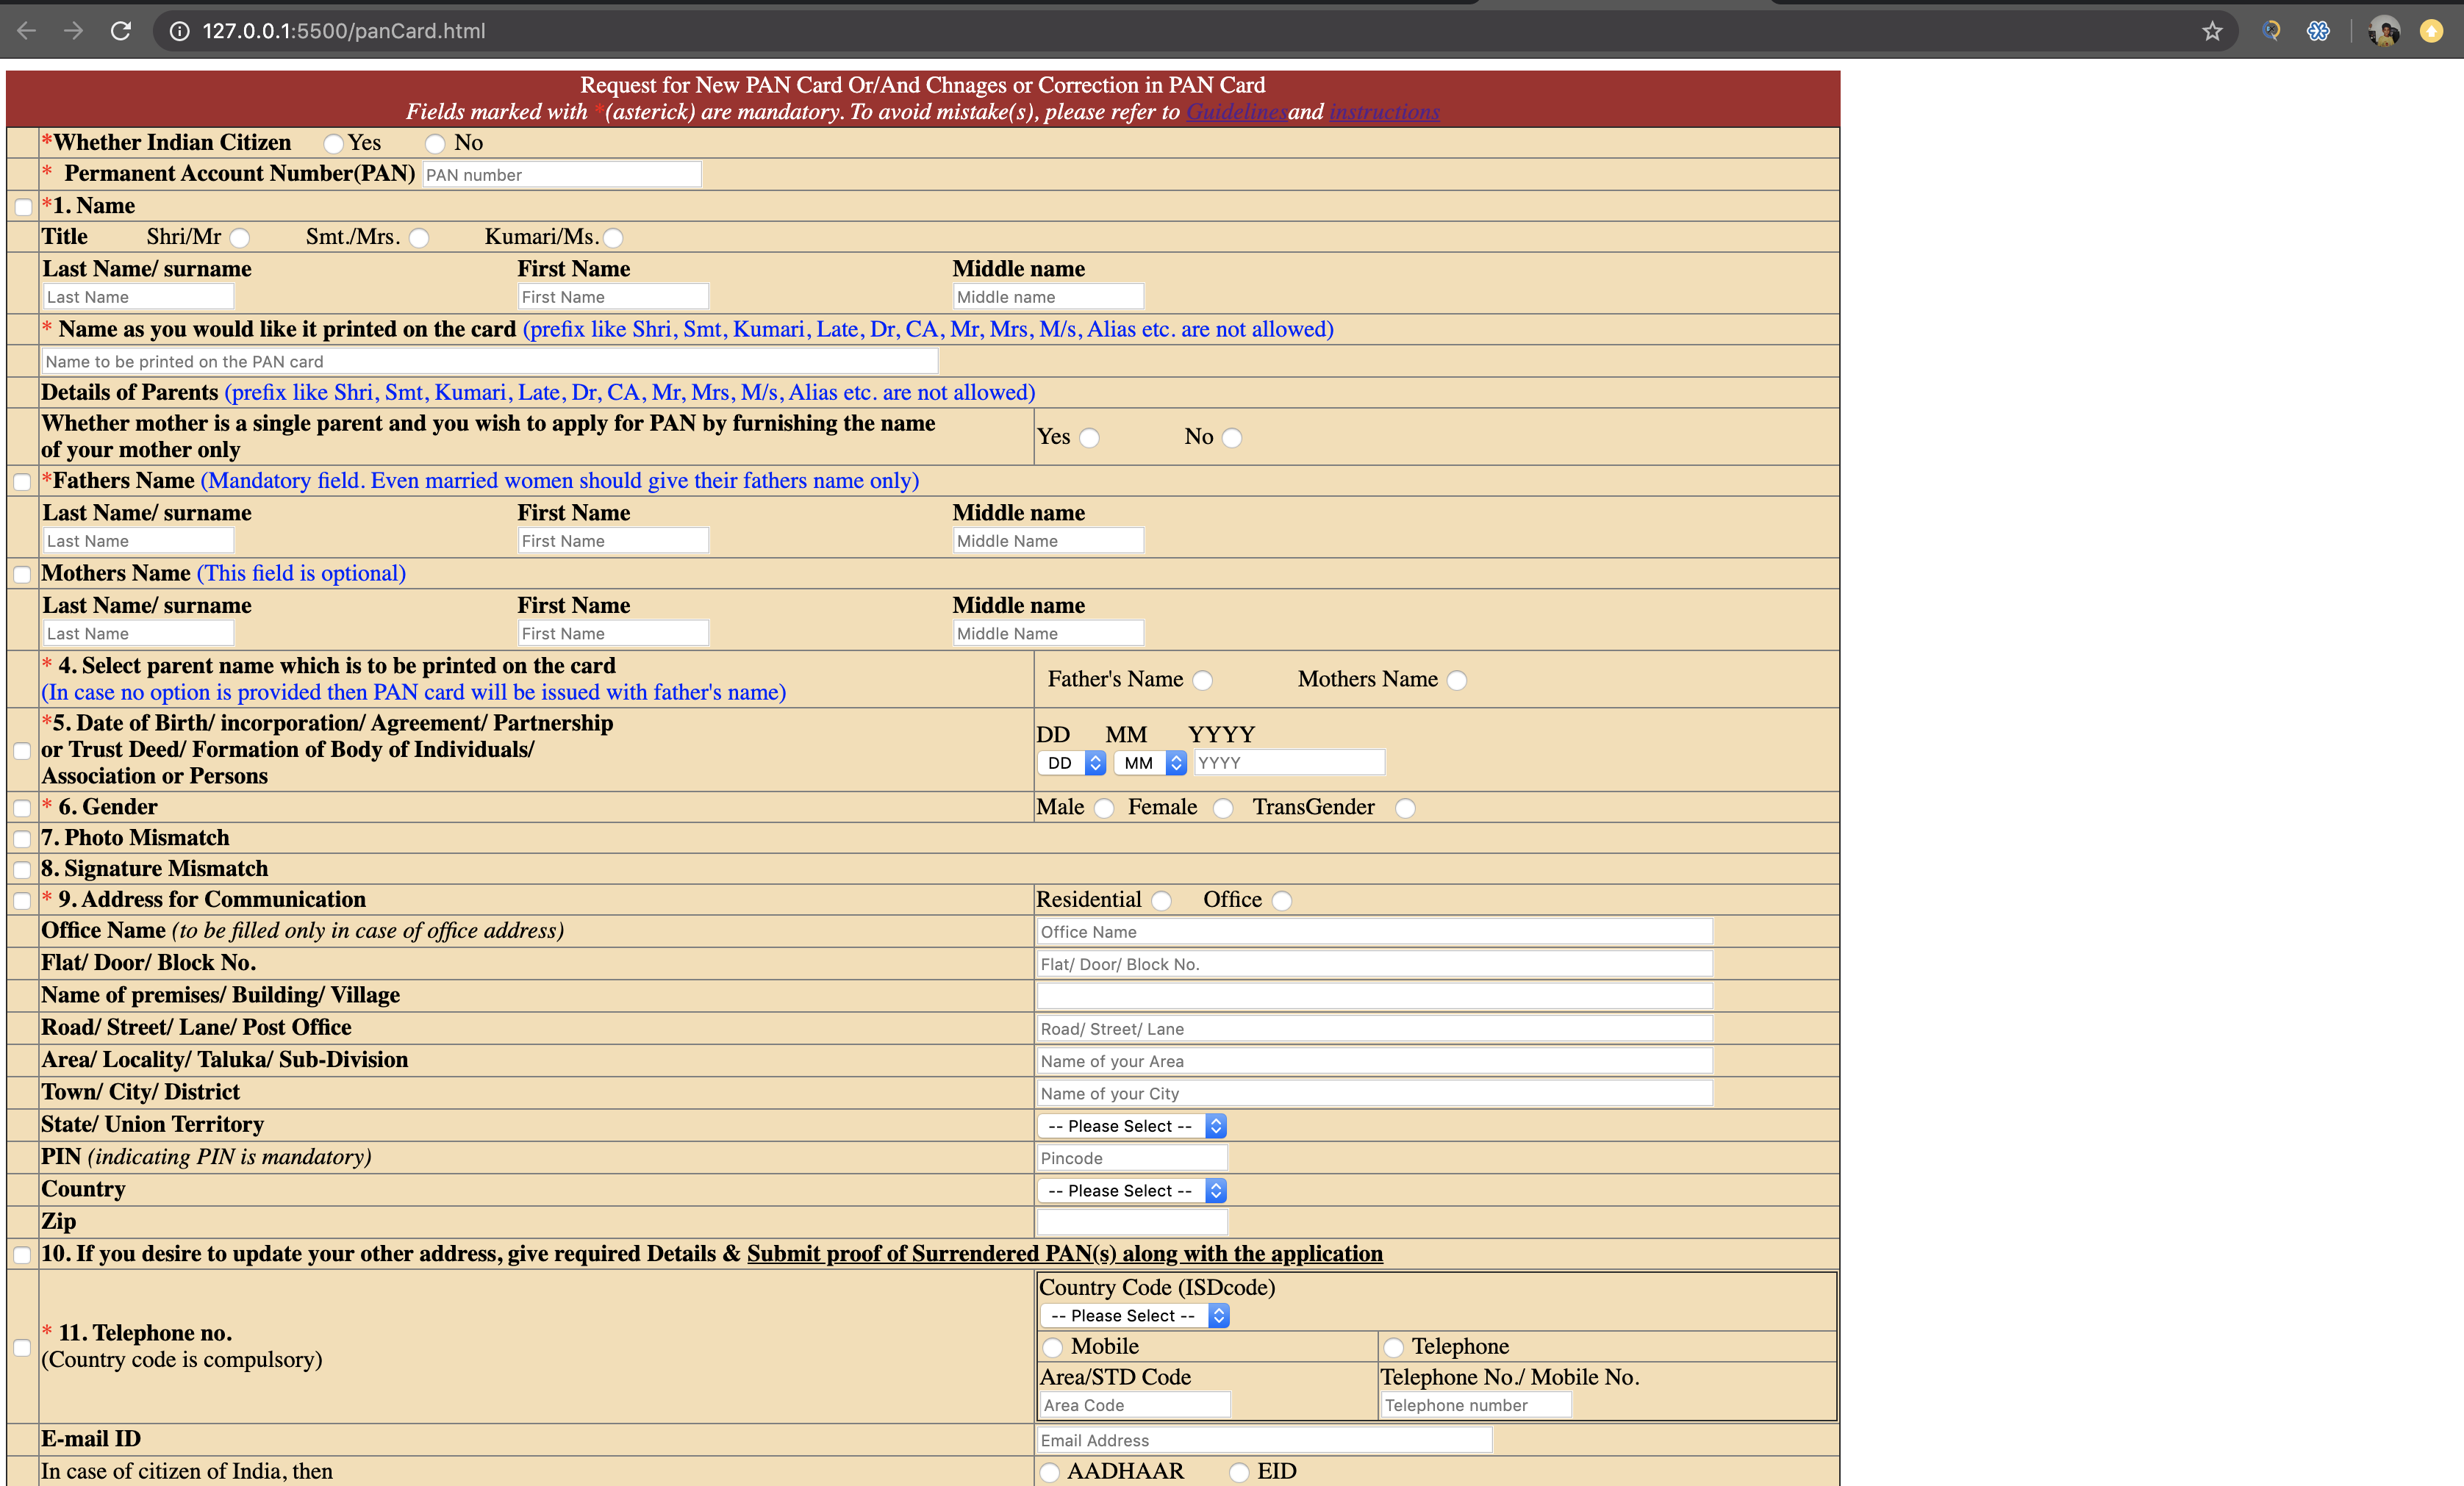 127.0.0.1:5500/panCard.html
Request for New PAN Card Or/And Chnages or Correction in PAN Card
Fields marked with *(asterick) are mandatory. To avoid mistake(s), please refer to Guidelinesand instructions
*Whether Indian Citizen Yes No
* Permanent Account Number(PAN) PAN number
*1. Name
Title Shri/Mr Smt./Mrs. Kumari/Ms.
Last Name/ surname First Name Middle name
Last Name First Name Middle name
* Name as you would like it printed on the card (prefix like Shri, Smt, Kumari, Late, Dr, CA, Mr, Mrs, M/s, Alias etc. are not allowed)
Name to be printed on the PAN card
Details of Parents (prefix like Shri, Smt, Kumari, Late, Dr, CA, Mr, Mrs, M/s, Alias etc. are not allowed)
Whether mother is a single parent and you wish to apply for PAN by furnishing the name
of your mother only
Yes No
*Fathers Name (Mandatory field. Even married women should give their fathers name only)
Last Name/ surname First Name Middle name
Last Name First Name Middle Name
Mothers Name (This field is optional)
Last Name/ surname First Name Middle name
Last Name First Name Middle Name
* 4. Select parent name which is to be printed on the card
(In case no option is provided then PAN card will be issued with father's name)
Father's Name Mothers Name
*5. Date of Birth/ incorporation/ Agreement/ Partnership
or Trust Deed/ Formation of Body of Individuals/
Association or Persons
DD MM YYYY
DD MM YYYY
* 6. Gender Male Female TransGender
7. Photo Mismatch
8. Signature Mismatch
* 9. Address for Communication Residential Office
Office Name (to be filled only in case of office address) Office Name
Flat/ Door/ Block No. Flat/ Door/ Block No.
Name of premises/ Building/ Village
Road/ Street/ Lane/ Post Office Road/ Street/ Lane
Area/ Locality/ Taluka/ Sub-Division Name of your Area
Town/ City/ District Name of your City
State/ Union Territory -- Please Select --
PIN (indicating PIN is mandatory) Pincode
Country -- Please Select --
Zip
10. If you desire to update your other address, give required Details & Submit proof of Surrendered PAN(s) along with the application
* 11. Telephone no.
(Country code is compulsory)
Country Code (ISDcode)
-- Please Select --
Mobile Telephone
Area/STD Code Telephone No./ Mobile No.
Area Code Telephone number
E-mail ID Email Address
In case of citizen of India, then AADHAAR EID